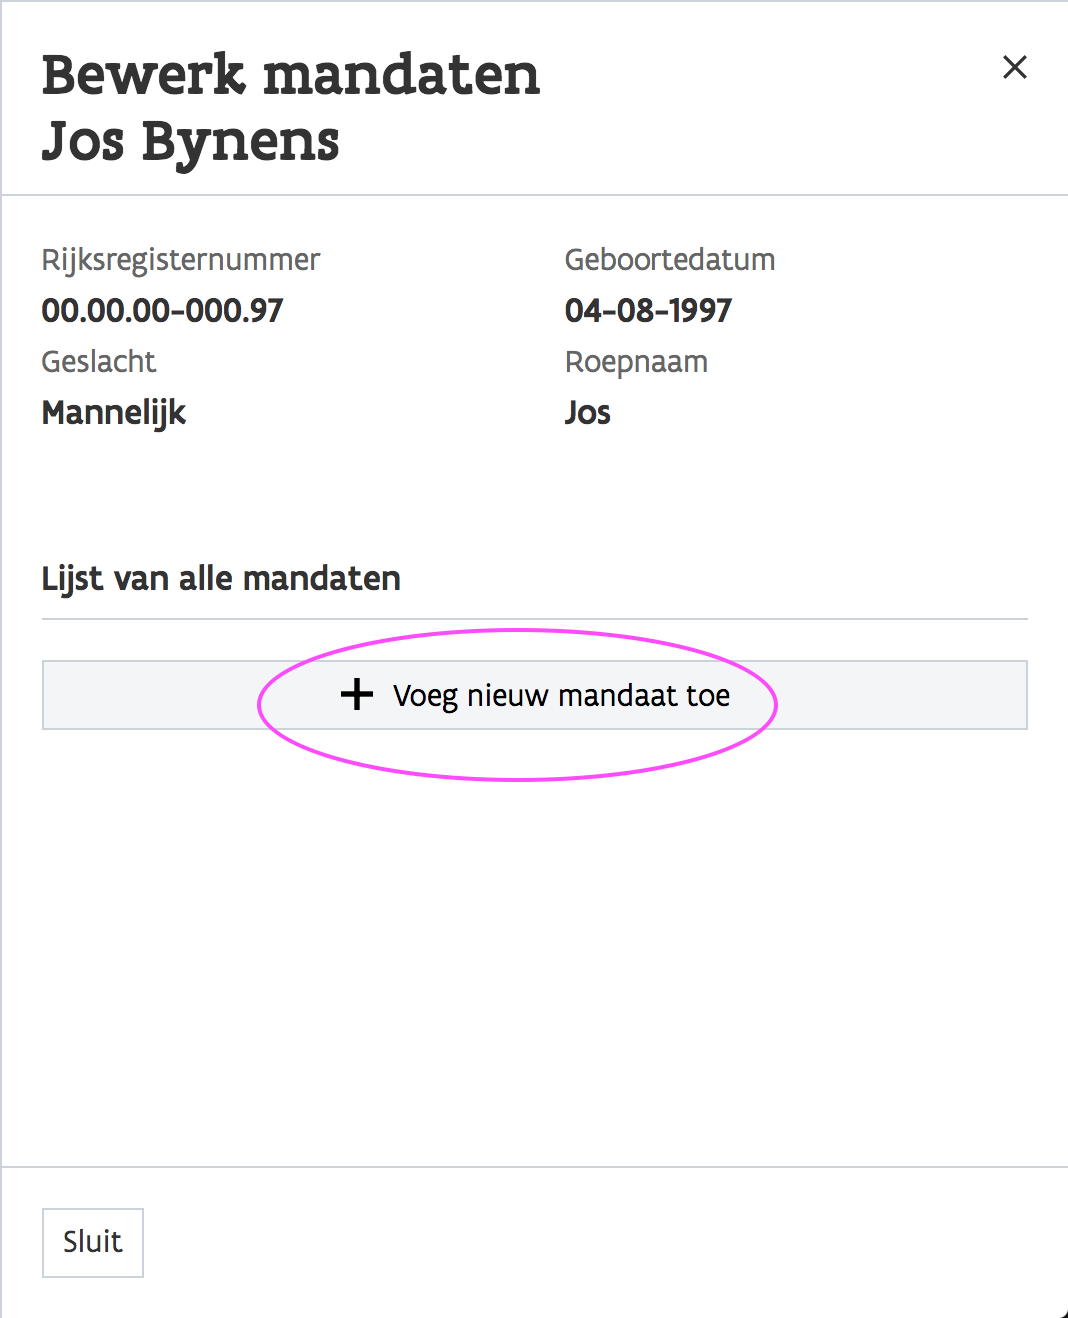 Bewerk mandaten
Jos Bynens
Rijksregisternummer
00.00.00-000.97
Geboortedatum
04-08-1997
Geslacht
Mannelijk
Roepnaam
Jos
Lijst van alle mandaten
Voeg nieuw mandaat toe
Sluit